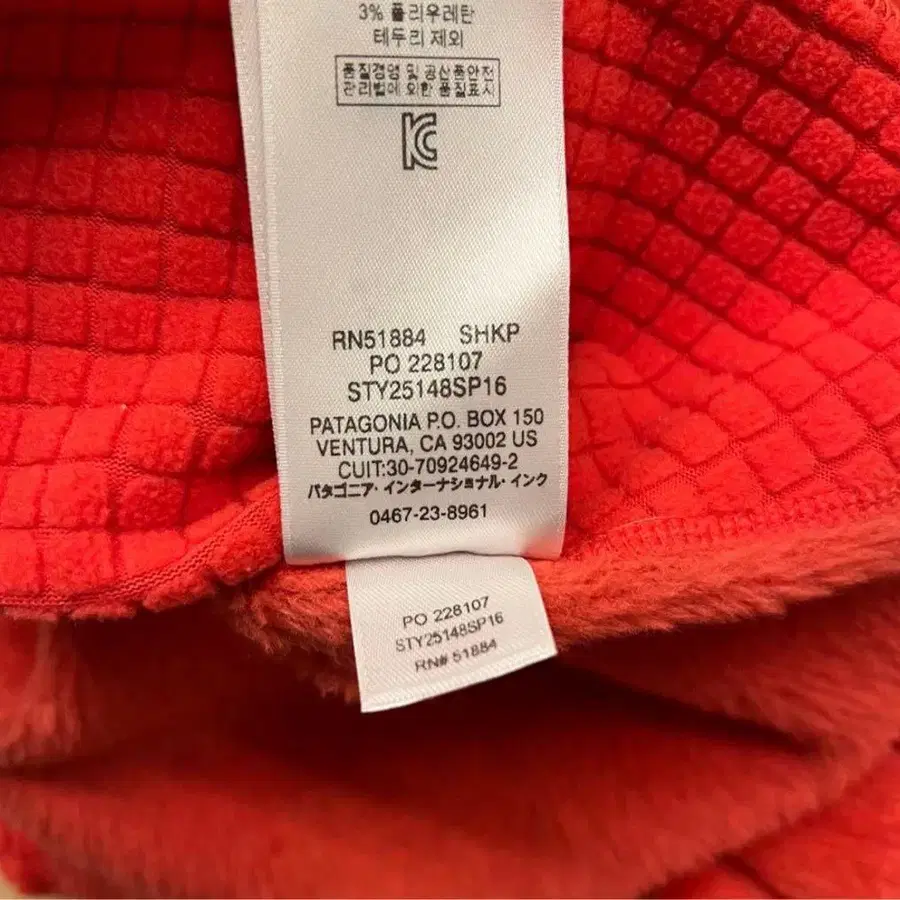 3% 폴리우레탄
테두리 제외
품질경영 및 공산품안전
관리법에 의한 품질표시
KC
RN51884 SHKP
PO 228107
STY25148SP16
PATAGONIA P.O. BOX 150
VENTURA, CA 93002 US
CUIT:30-70924649-2
パタゴニア・インターナショナル・インク
0467-23-8961
PO 228107
STY25148SP16
RN# 51884